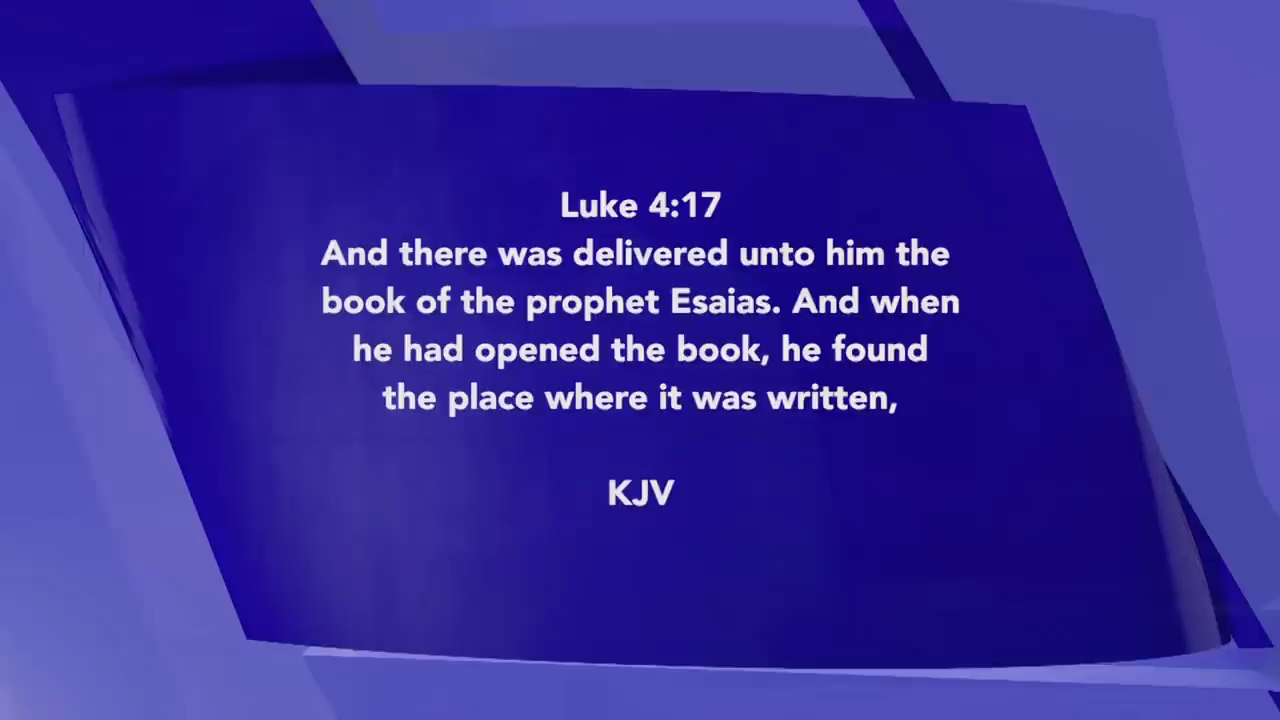 Luke 4:17
And there was delivered unto him the
book of the prophet Esaias. And when
he had opened the book, he found
the place where it was written,
KJV